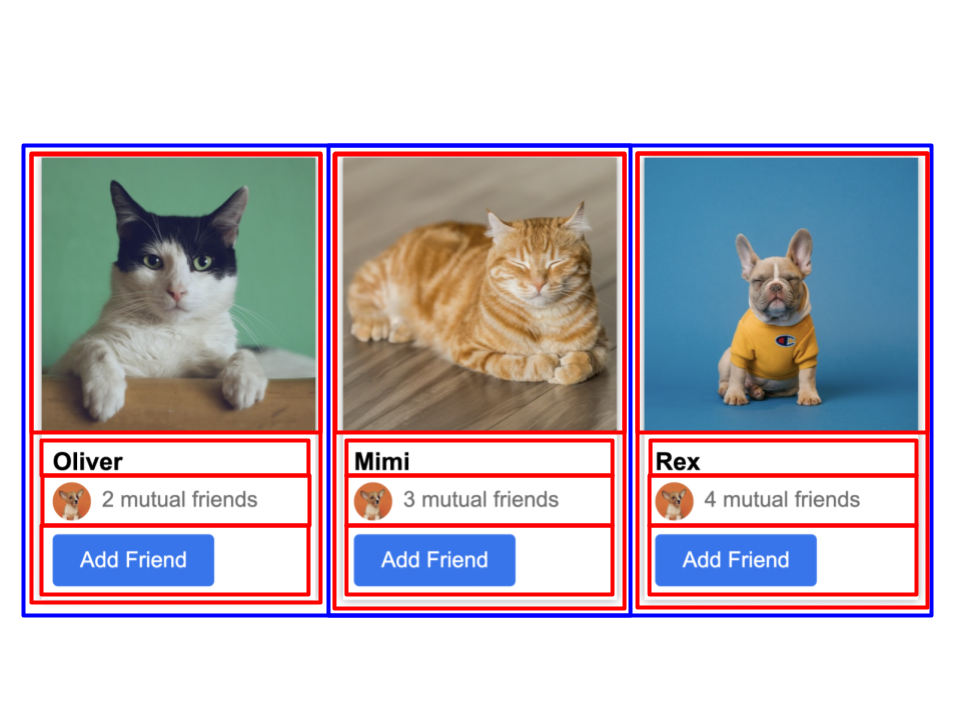 Oliver
2 mutual friends
Add Friend
Mimi
3 mutual friends
Add Friend
Rex
4 mutual friends
Add Friend